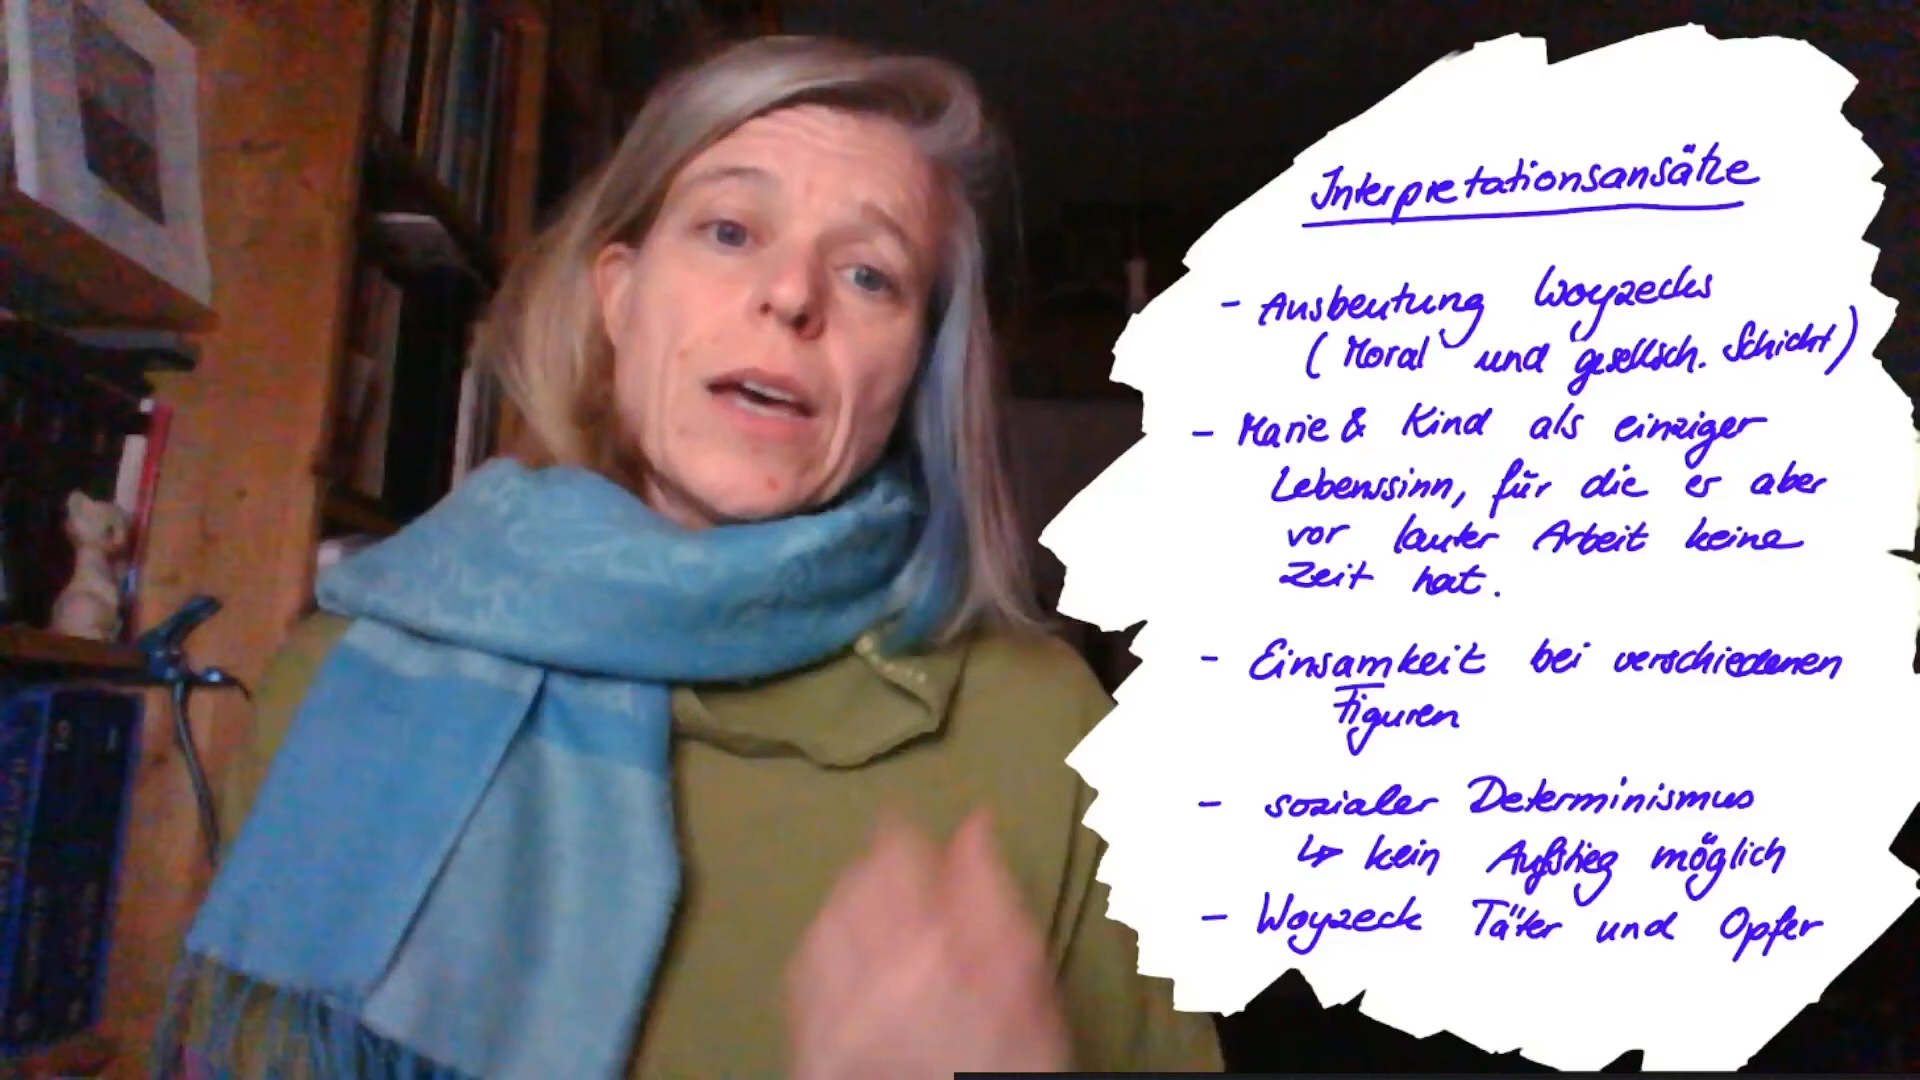 Interpretationsansätze
- Ausbeutung Woyzecks
(Moral und gesellsch. Schicht)
- Marie & Kind als einziger
Lebenssinn, für die er aber
vor lauter Arbeit keine
Zeit hat.
- Einsamkeit bei verschiedenen
Figuren
- sozialer Determinismus
↳ kein Aufstieg möglich
- Woyzeck Täter und Opfer